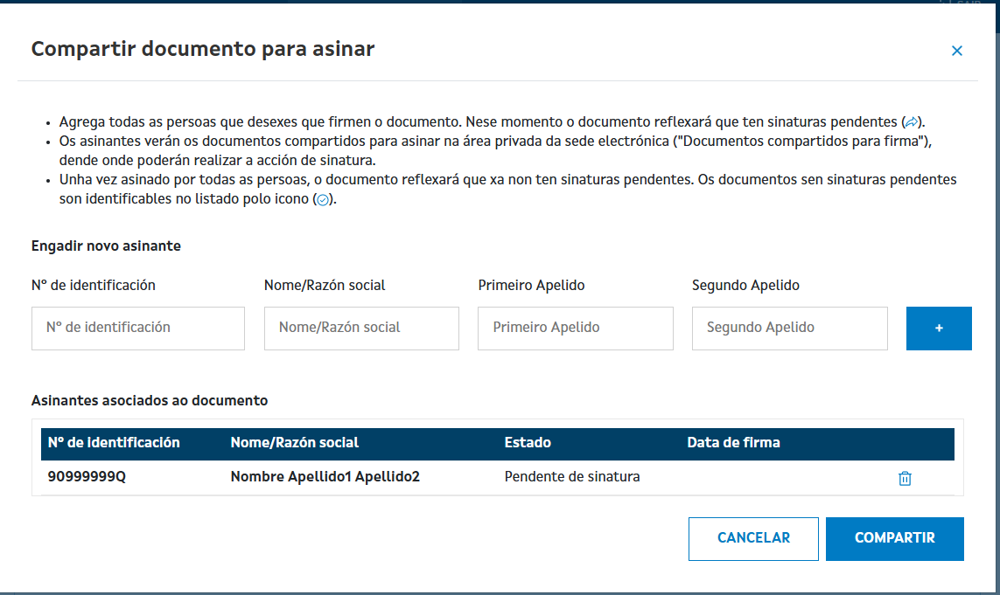 Compartir documento para asinar
Agrega todas as persoas que desexes que firmen o documento. Nese momento o documento reflexará que ten sinaturas pendentes ( ).
Os asinantes verán os documentos compartidos para asinar na área privada da sede electrónica ("Documentos compartidos para firma"),
dende onde poderán realizar a acción de sinatura.
Unha vez asinado por todas as persoas, o documento reflexará que xa non ten sinaturas pendentes. Os documentos sen sinaturas pendentes
son identificables no listado polo icono ( ).
Engadir novo asinante
Nº de identificación Nome/Razón social Primeiro Apelido Segundo Apelido
Nº de identificación Nome/Razón social Primeiro Apelido Segundo Apelido +
Asinantes asociados ao documento
Nº de identificación Nome/Razón social Estado Data de firma
90999999Q Nombre Apellido1 Apellido2 Pendente de sinatura
CANCELAR COMPARTIR